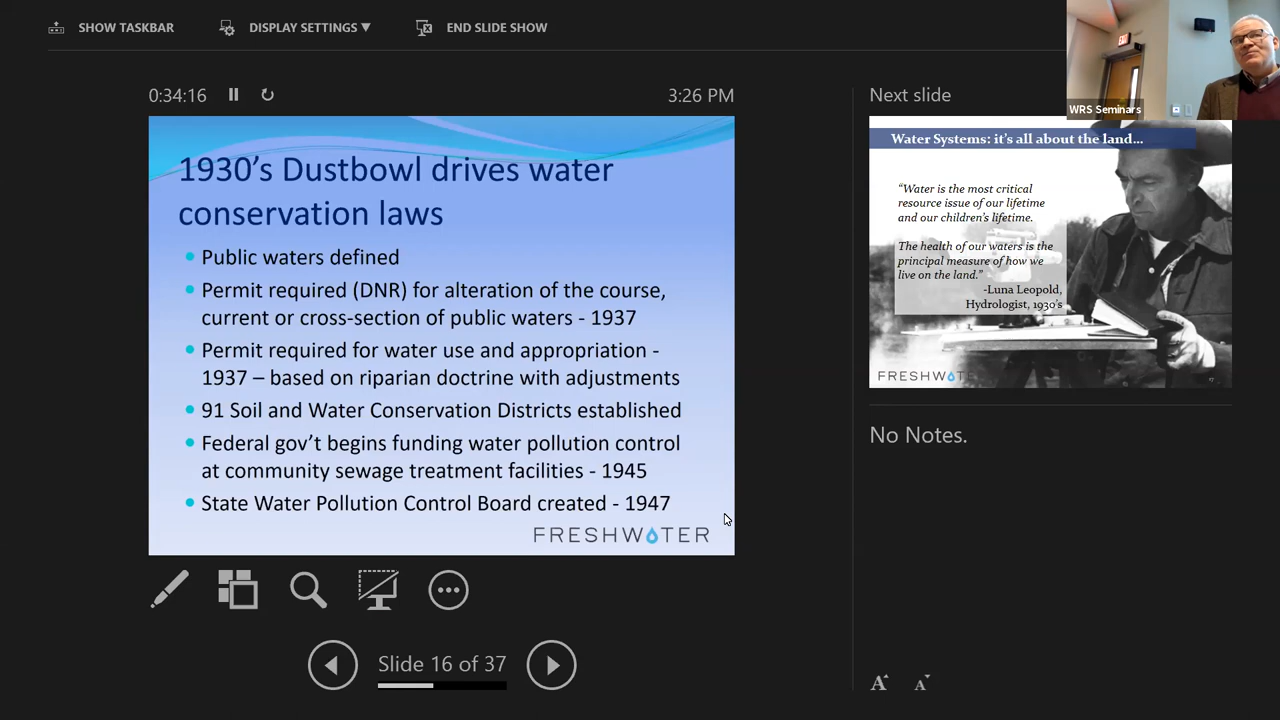 SHOW TASKBAR
DISPLAY SETTINGS ▼
END SLIDE SHOW
EXIT
WRS Seminars
0:34:16
3:26 PM
Next slide
1930’s Dustbowl drives water
conservation laws
• Public waters defined
• Permit required (DNR) for alteration of the course,
current or cross-section of public waters - 1937
• Permit required for water use and appropriation -
1937 – based on riparian doctrine with adjustments
• 91 Soil and Water Conservation Districts established
• Federal gov’t begins funding water pollution control
at community sewage treatment facilities - 1945
• State Water Pollution Control Board created - 1947
FRESHWATER
Water Systems: it’s all about the land…
“Water is the most critical
resource issue of our lifetime
and our children’s lifetime.
The health of our waters is the
principal measure of how we
live on the land.”
-Luna Leopold,
Hydrologist, 1930’s
FRESHWATE
No Notes.
Slide 16 of 37
A A